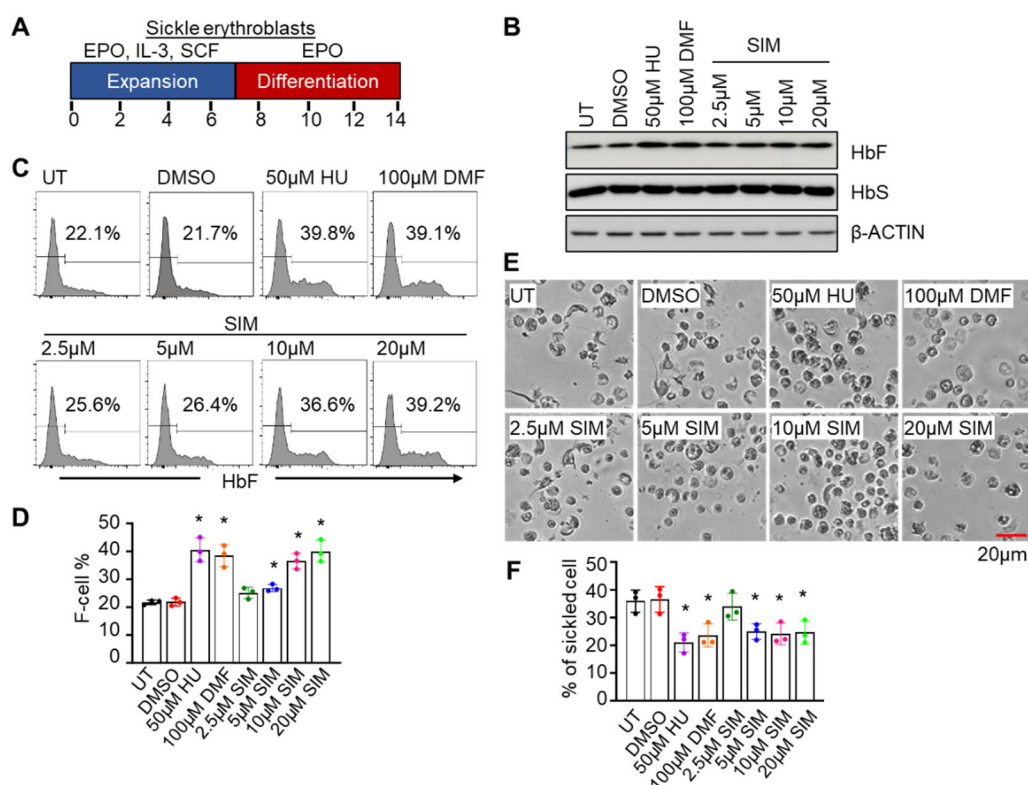 A
Sickle erythroblasts
EPO, IL-3, SCF EPO
Expansion Differentiation
0 2 4 6 8 10 12 14
B
SIM
UT DMSO 50µM HU 100µM DMF 2.5µM 5µM 10µM 20µM
HbF
HbS
β-ACTIN
C
UT DMSO 50µM HU 100µM DMF
22.1% 21.7% 39.8% 39.1%
SIM
2.5µM 5µM 10µM 20µM
25.6% 26.4% 36.6% 39.2%
HbF
D
F-cell %
60
40
20
0
* * * * *
UT DMSO 50µM HU 100µM DMF 2.5µM SIM 5µM SIM 10µM SIM 20µM SIM
E
UT DMSO 50µM HU 100µM DMF
2.5µM SIM 5µM SIM 10µM SIM 20µM SIM
20µm
F
% of sickled cell
50
40
30
20
10
0
* * * * *
UT DMSO 50µM HU 100µM DMF 2.5µM SIM 5µM SIM 10µM SIM 20µM SIM